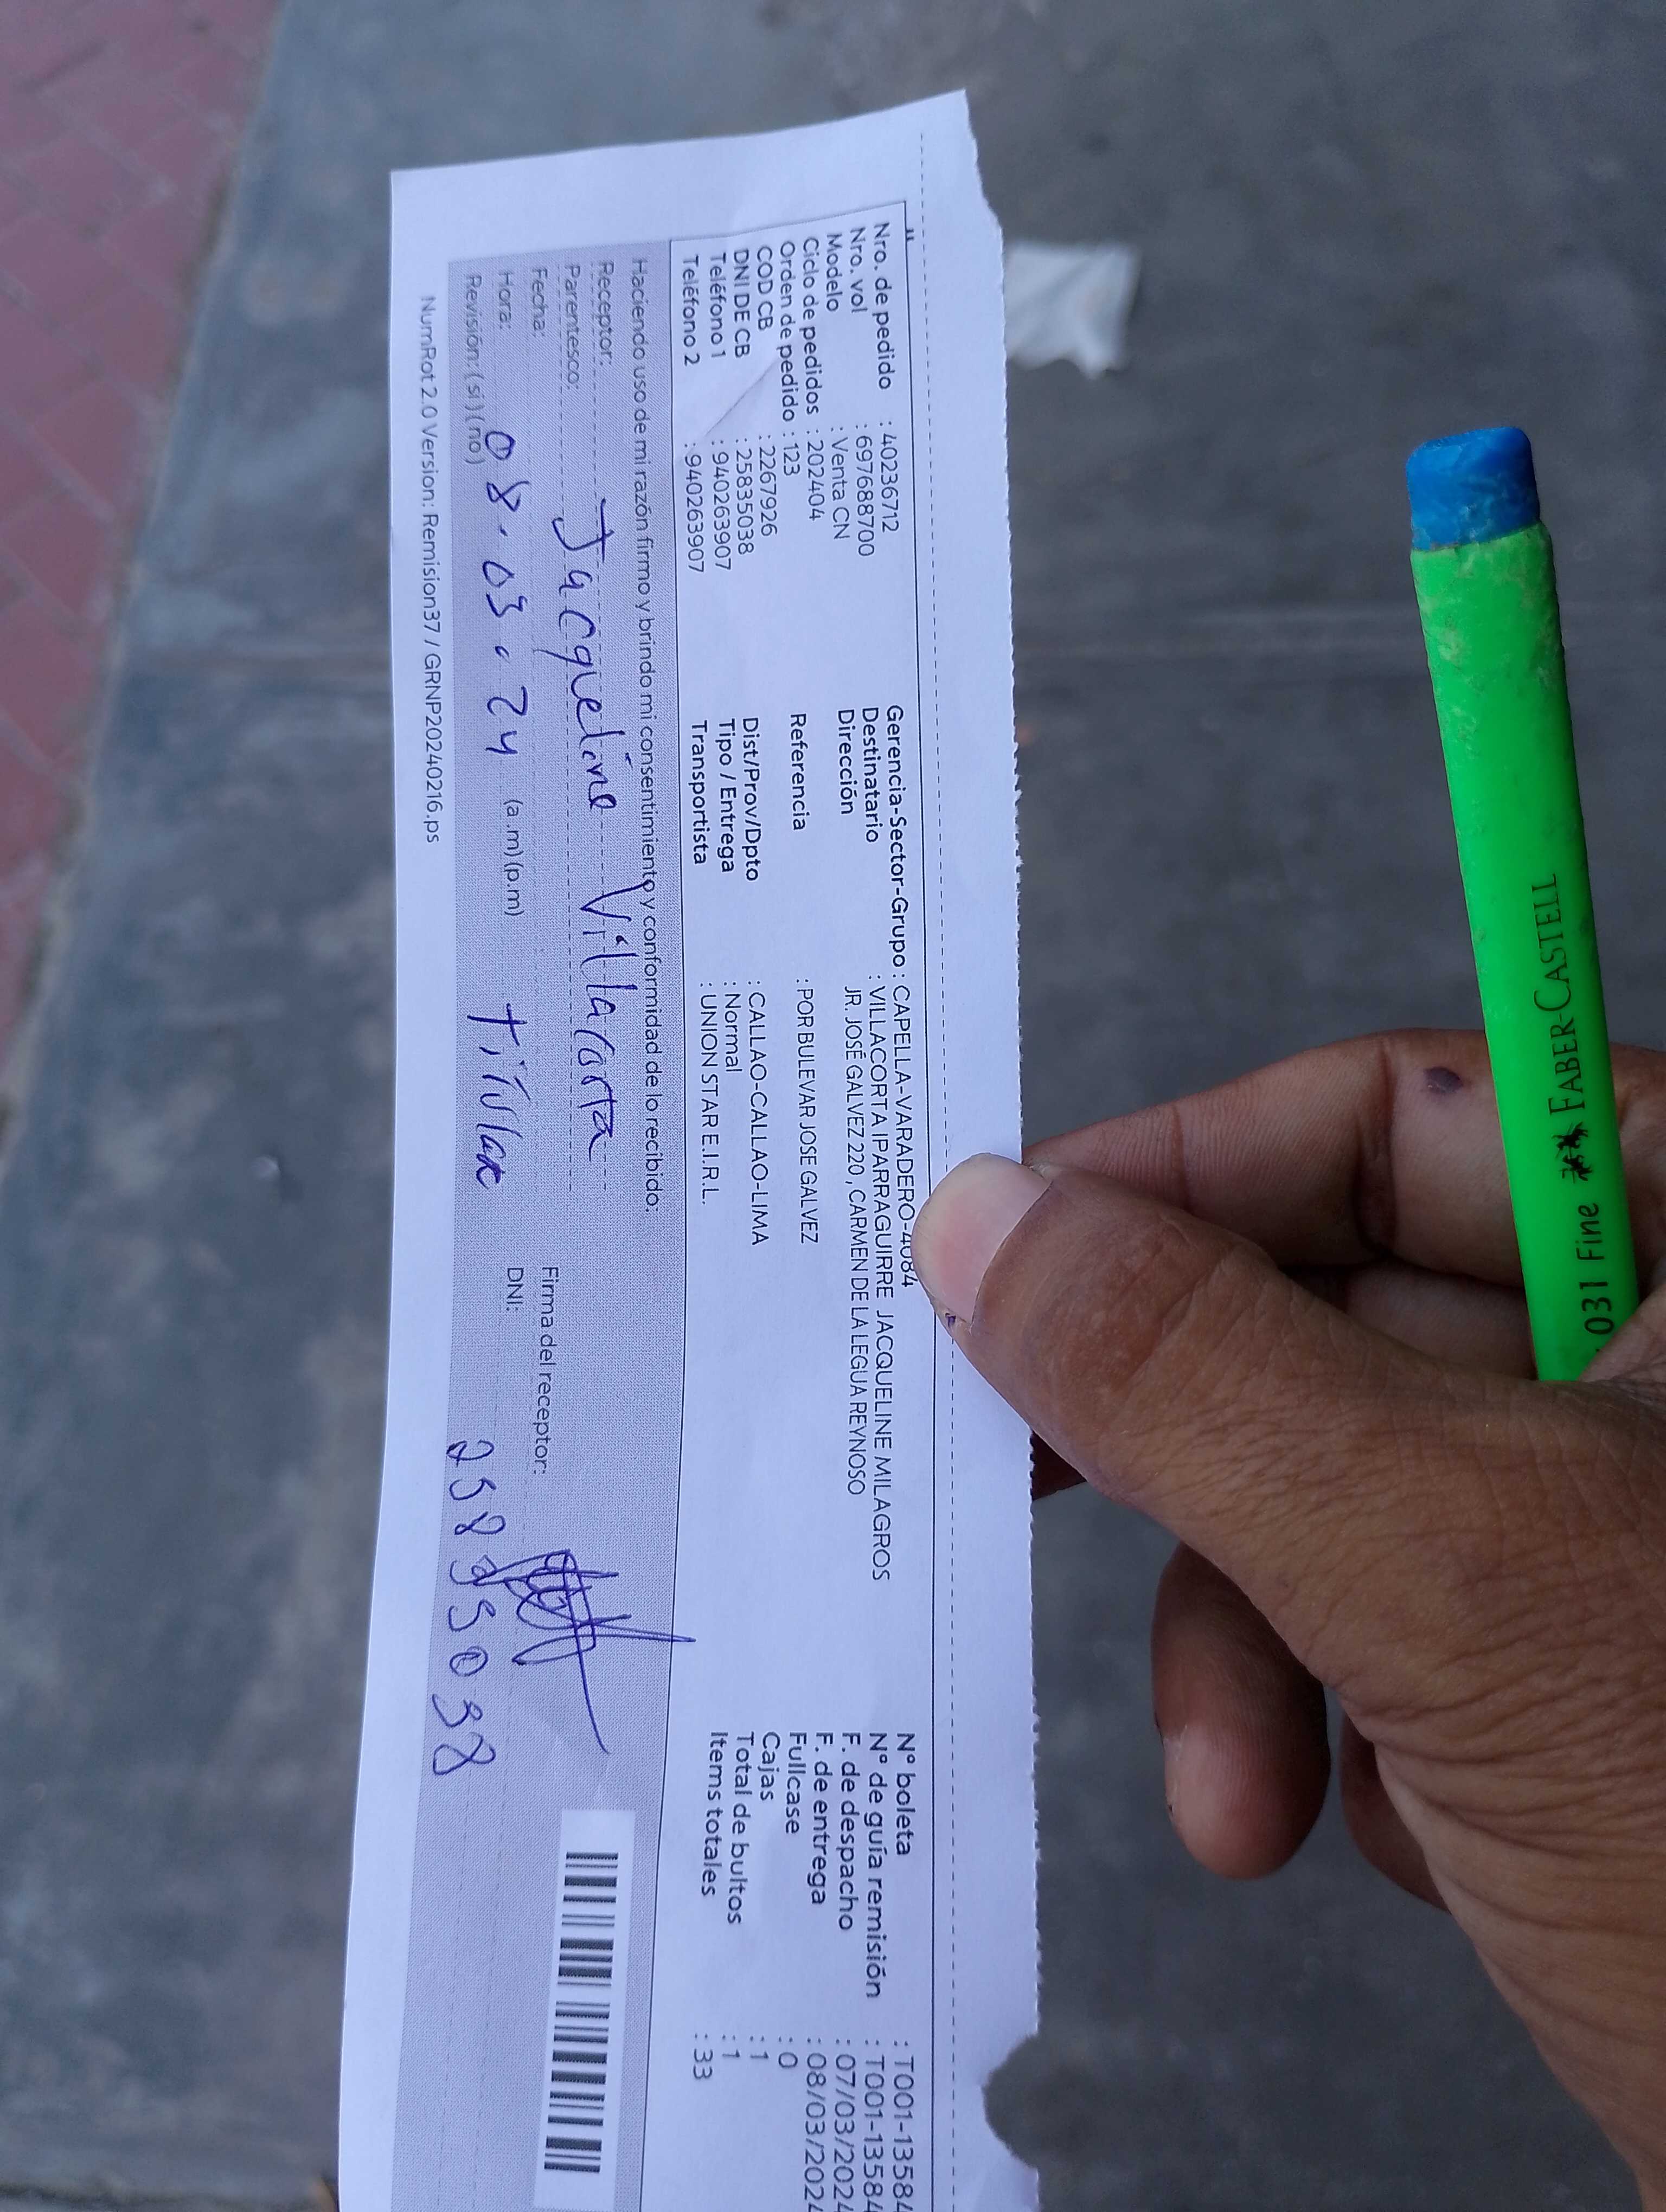 Nro. de pedido : 40236712
Nro. vol : 697688700
Modelo : Venta CN
Ciclo de pedidos : 202404
Orden de pedido : 123
COD CB : 2267926
DNI DE CB : 25835038
Teléfono 1 : 940263907
Teléfono 2 : 940263907
Gerencia-Sector-Grupo : CAPELLA-VARADERO-4084
Destinatario : VILLACORTA IPARRAGUIRRE JACQUELINE MILAGROS
Dirección JR. JOSÉ GALVEZ 220, CARMEN DE LA LEGUA REYNOSO
Referencia : POR BULEVAR JOSE GALVEZ
Dist/Prov/Dpto : CALLAO-CALLAO-LIMA
Tipo / Entrega : Normal
Transportista : UNION STAR E.I.R.L.
N° boleta : T001-13584
N° de guía remisión : T001-13584
F. de despacho : 07/03/2024
F. de entrega : 08/03/2024
Fullcase : 0
Cajas : 1
Total de bultos : 1
Items totales : 33
Haciendo uso de mi razón firmo y brindo mi consentimiento y conformidad de lo recibido:
Receptor: Jacqueline Villacorta
Parentesco:
Fecha:
Hora: 08.03.24 (a.m)(p.m) Titular
Revisión: (si) (no)
Firma del receptor:
DNI: 25835038
NumRot 2.0 Version: Remision37 / GRNP20240216.ps
FABER-CASTELL
031 Fine